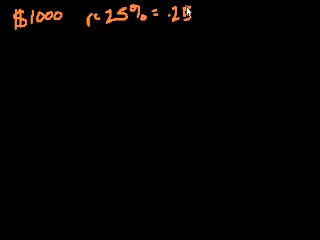 $1000 r= 25% = .25